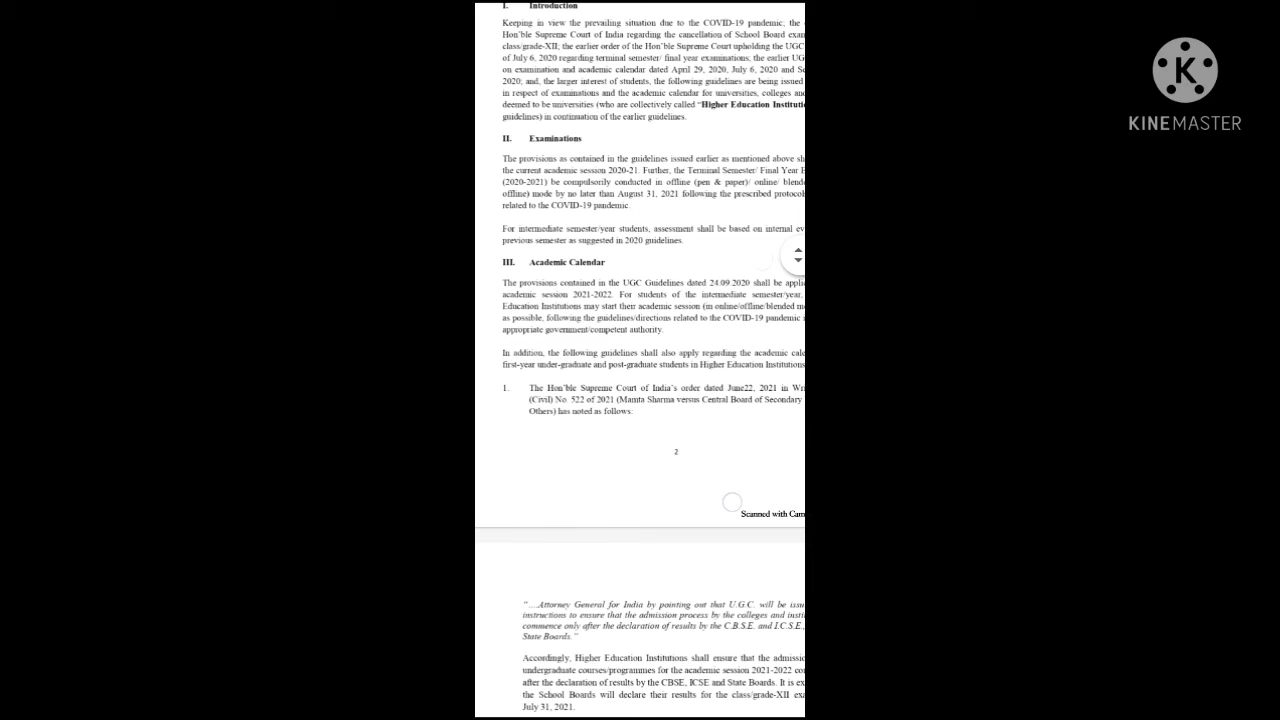 I. Introduction
Keeping in view the prevailing situation due to the COVID-19 pandemic; the
Hon'ble Supreme Court of India regarding the cancellation of School Board exam
class/grade-XII; the earlier order of the Hon'ble Supreme Court upholding the UGC
of July 6, 2020 regarding terminal semester/ final year examinations; the earlier UG
on examination and academic calendar dated April 29, 2020, July 6, 2020 and Se
2020; and, the larger interest of students, the following guidelines are being issued
in respect of examinations and the academic calendar for universities, colleges and
deemed to be universities (who are collectively called "Higher Education Instituti
guidelines) in continuation of the earlier guidelines.
II. Examinations
The provisions as contained in the guidelines issued earlier as mentioned above sh
the current academic session 2020-21. Further, the Terminal Semester/ Final Year E
(2020-2021) be compulsorily conducted in offline (pen & paper)/ online/ blende
offline) mode by no later than August 31, 2021 following the prescribed protocol
related to the COVID-19 pandemic.
For intermediate semester/year students, assessment shall be based on internal ev
previous semester as suggested in 2020 guidelines.
III. Academic Calendar
The provisions contained in the UGC Guidelines dated 24.09.2020 shall be appli
academic session 2021-2022. For students of the intermediate semester/year,
Education Institutions may start their academic session (in online/offline/blended m
as possible, following the guidelines/directions related to the COVID-19 pandemic
appropriate government/competent authority.
In addition, the following guidelines shall also apply regarding the academic cale
first-year under-graduate and post-graduate students in Higher Education Institutions
1. The Hon'ble Supreme Court of India's order dated June22, 2021 in Wr
(Civil) No. 522 of 2021 (Mamta Sharma versus Central Board of Secondary
Others) has noted as follows:
2
Scanned with Cam
"....Attorney General for India by pointing out that U.G.C. will be issu
instructions to ensure that the admission process by the colleges and insti
commence only after the declaration of results by the C.B.S.E. and I.C.S.E.,
State Boards."
Accordingly, Higher Education Institutions shall ensure that the admissio
undergraduate courses/programmes for the academic session 2021-2022 co
after the declaration of results by the CBSE, ICSE and State Boards. It is ex
the School Boards will declare their results for the class/grade-XII exa
July 31, 2021.
K
KINEMASTER